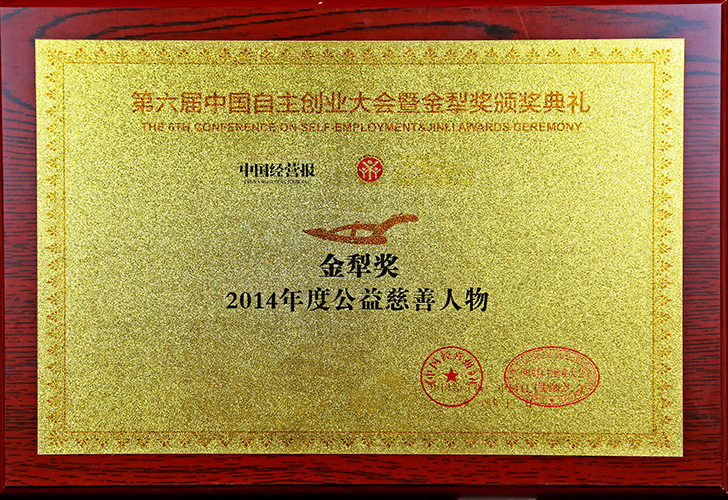 第六届中国自主创业大会暨金犁奖颁奖典礼
THE 6TH CONFERENCE ON SELF-EMPLOYMENT&JINLI AWARDS CEREMONY
中国经营报
金犁奖
2014年度公益慈善人物